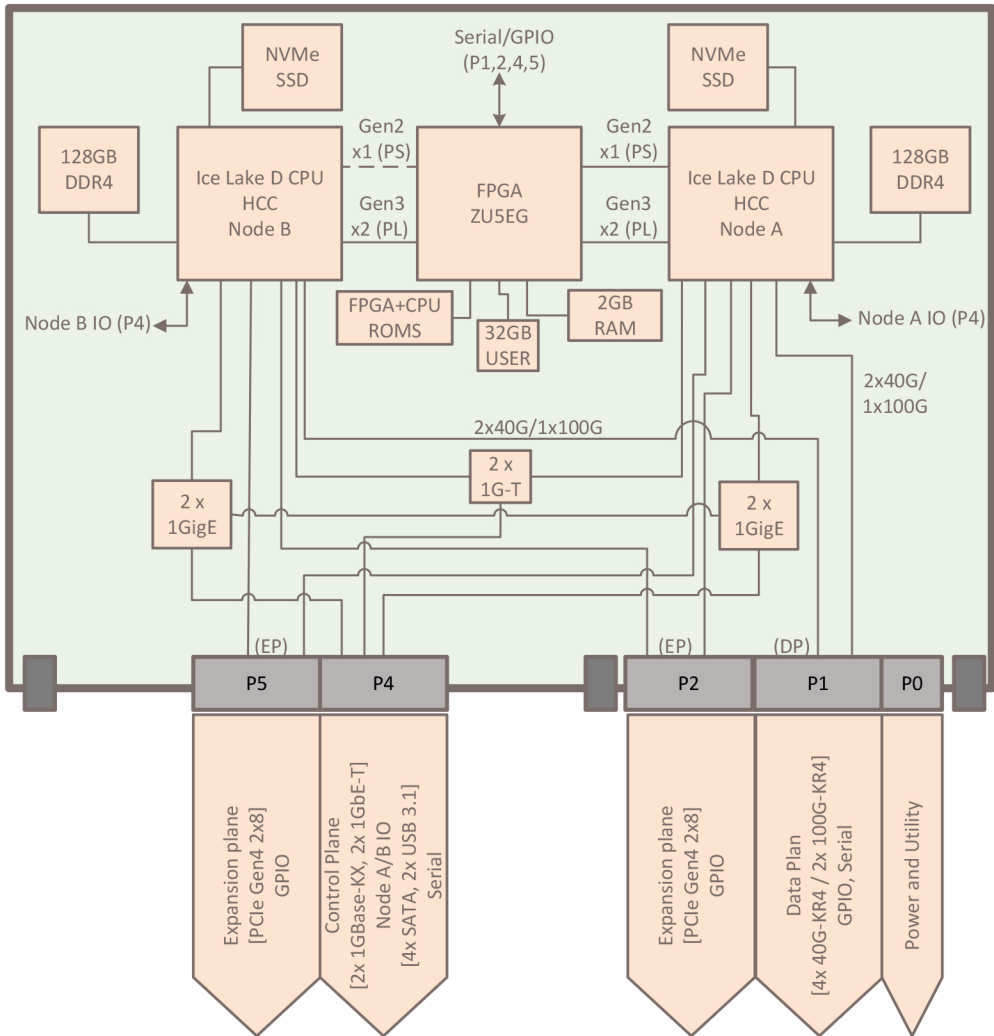 NVMe
SSD
Serial/GPIO
(P1,2,4,5)
NVMe
SSD
128GB
DDR4
Ice Lake D CPU
HCC
Node B
Gen2
x1 (PS)
Gen3
x2 (PL)
FPGA
ZU5EG
Gen2
x1 (PS)
Gen3
x2 (PL)
Ice Lake D CPU
HCC
Node A
128GB
DDR4
Node B IO (P4)
FPGA+CPU
ROMS
32GB
USER
2GB
RAM
Node A IO (P4)
2x40G/
1x100G
2x40G/1x100G
2 x
1G-T
2 x
1GigE
2 x
1GigE
(EP)
(EP)
(DP)
P5
P4
P2
P1
P0
Expansion plane
[PCIe Gen4 2x8]
GPIO
Control Plane
[2x 1GBase-KX, 2x 1GbE-T]
Node A/B IO
[4x SATA, 2x USB 3.1]
Serial
Expansion plane
[PCIe Gen4 2x8]
GPIO
Data Plan
[4x 40G-KR4 / 2x 100G-KR4]
GPIO, Serial
Power and Utility